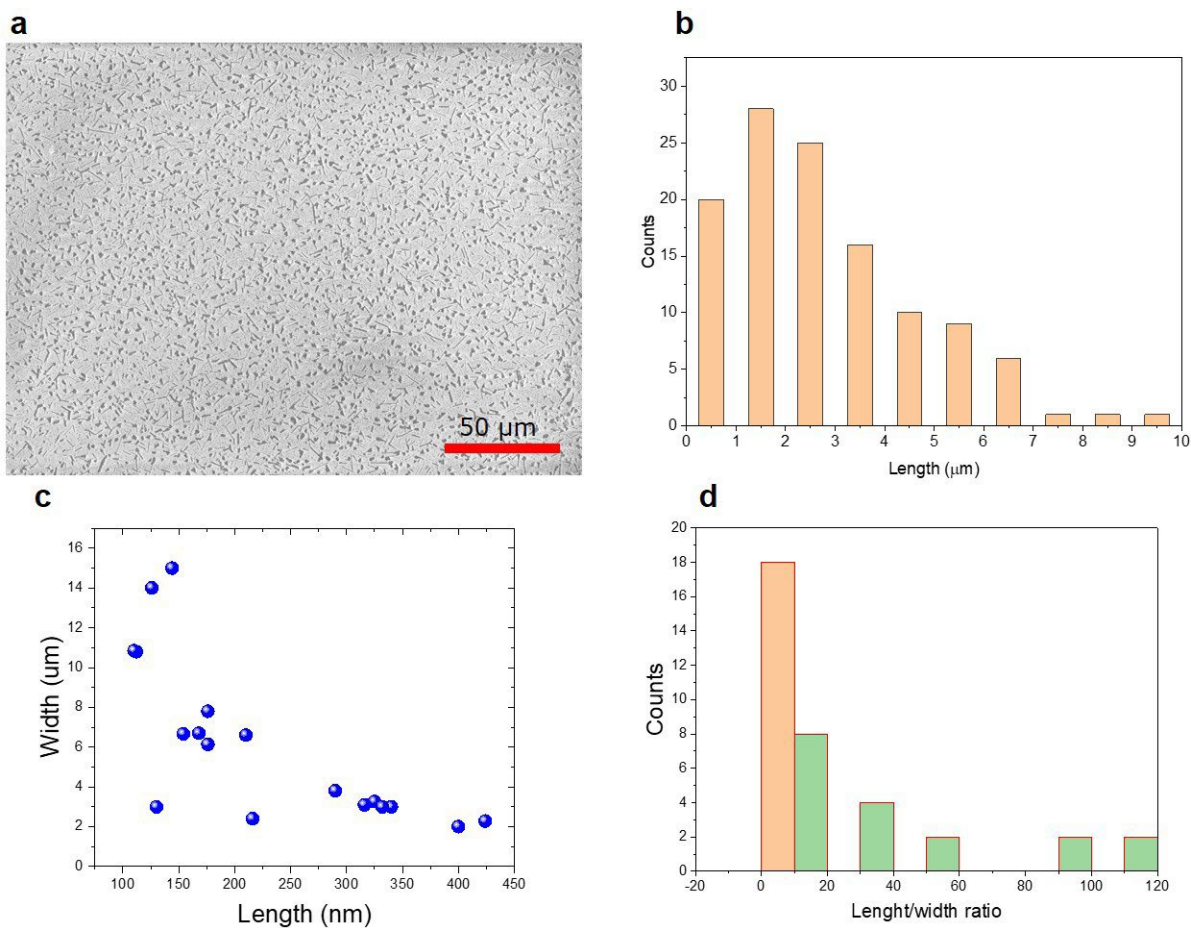 a
50 μm
b
30
25
20
15
10
5
0
Counts
0 1 2 3 4 5 6 7 8 9 10
Length (μm)
c
16
14
12
10
8
6
4
2
0
Width (um)
100 150 200 250 300 350 400 450
Length (nm)
d
20
18
16
14
12
10
8
6
4
2
0
Counts
-20 0 20 40 60 80 100 120
Lenght/width ratio